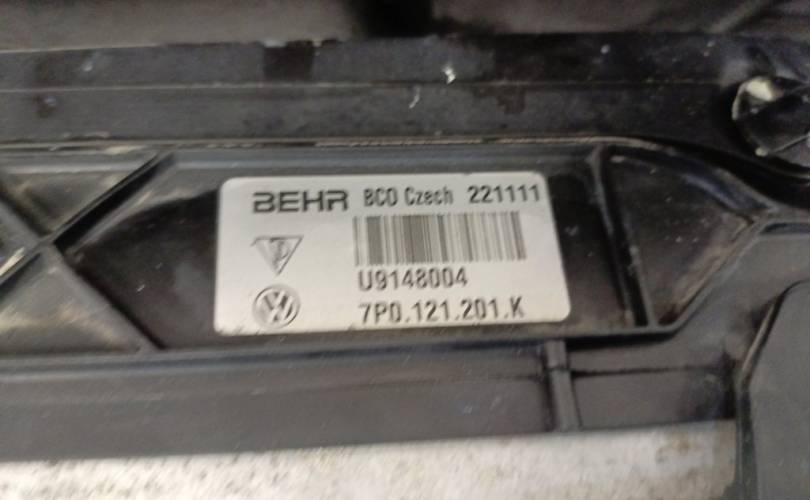 BEHR BCO Czech 221111
U9148004
7P0.121.201.K